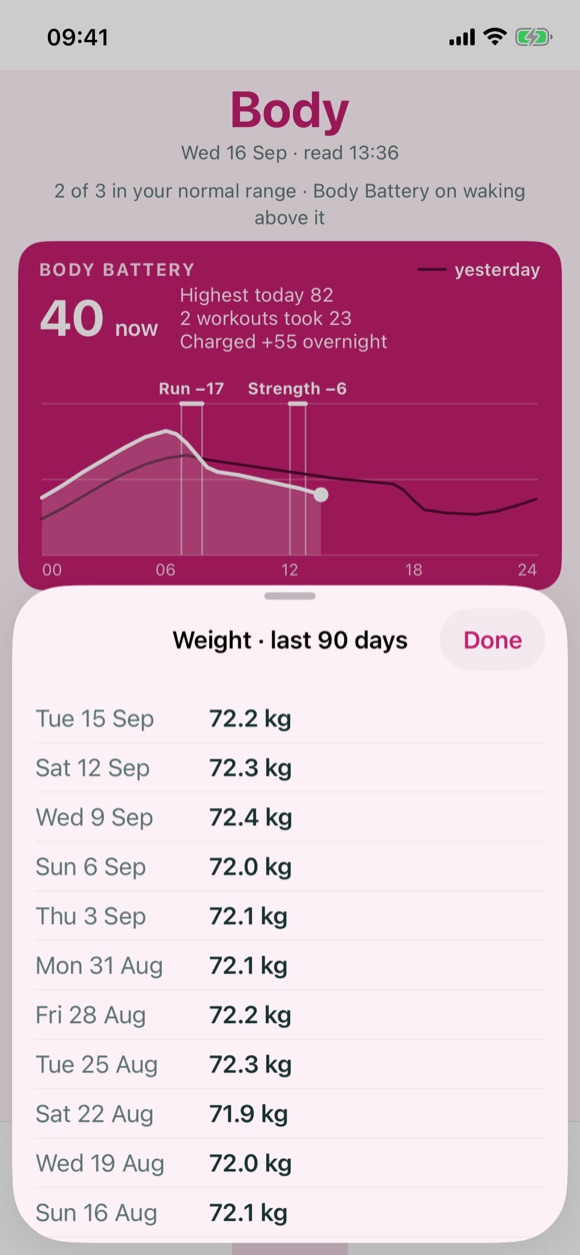 09:41
Body
Wed 16 Sep · read 13:36
2 of 3 in your normal range · Body Battery on waking
above it
BODY BATTERY
yesterday
40 now
Highest today 82
2 workouts took 23
Charged +55 overnight
Run −17 Strength −6
00 06 12 18 24
Weight · last 90 days
Done
Tue 15 Sep 72.2 kg
Sat 12 Sep 72.3 kg
Wed 9 Sep 72.4 kg
Sun 6 Sep 72.0 kg
Thu 3 Sep 72.1 kg
Mon 31 Aug 72.1 kg
Fri 28 Aug 72.2 kg
Tue 25 Aug 72.3 kg
Sat 22 Aug 71.9 kg
Wed 19 Aug 72.0 kg
Sun 16 Aug 72.1 kg